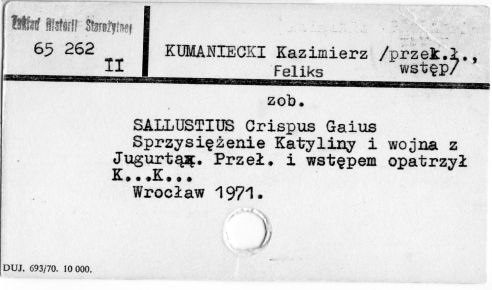 Zakład Historii Starożytnej
65 262
II
KUMANIECKI Kazimierz /przek.ł.,
Feliks wstęp/
zob.
SALLUSTIUS Crispus Gaius
Sprzysiężenie Katyliny i wojna z
Jugurtąx. Przeł. i wstępem opatrzył
K...K...
Wrocław 1971.
DUJ. 693/70. 10 000.